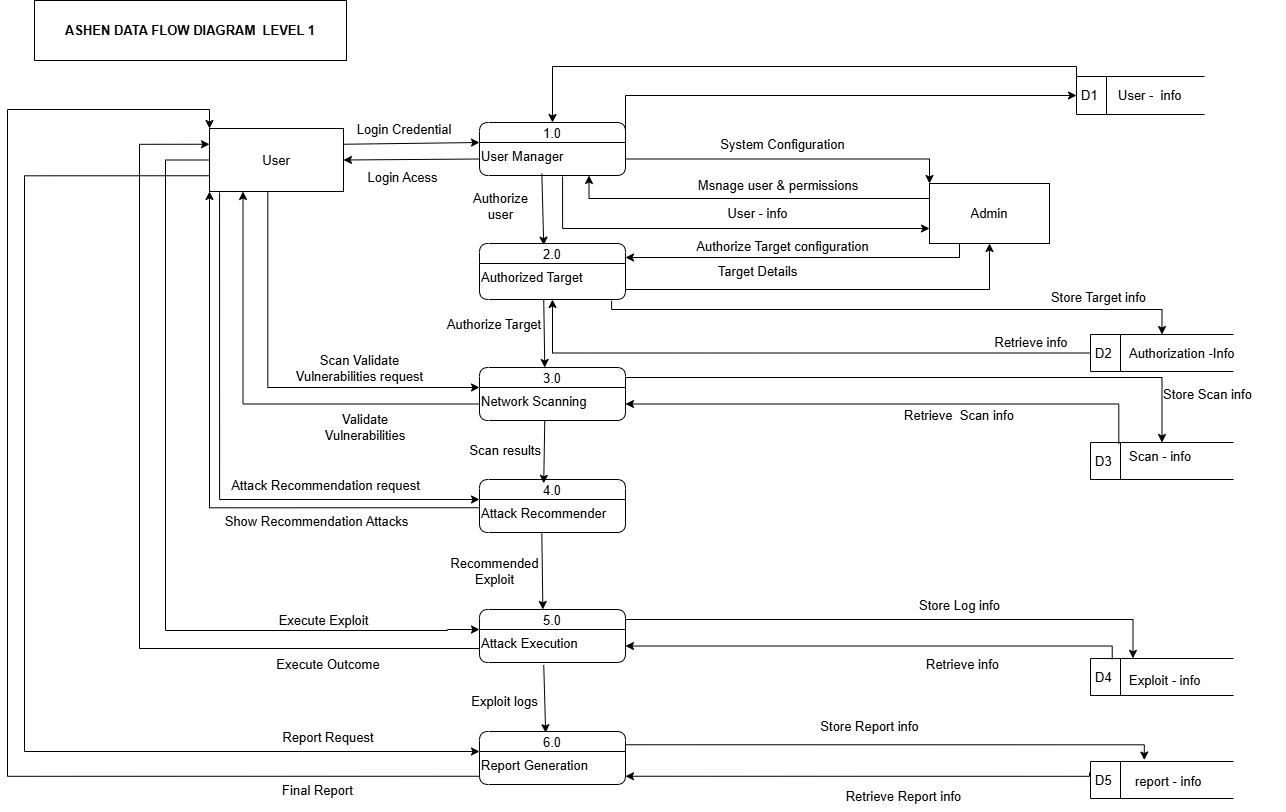 ASHEN DATA FLOW DIAGRAM LEVEL 1
D1
User - info
Login Credential
1.0
User Manager
System Configuration
User
Login Acess
Msnage user & permissions
Authorize
user
User - info
Admin
2.0
Authorized Target
Authorize Target configuration
Target Details
Store Target info
Authorize Target
Retrieve info
D2
Authorization -Info
Scan Validate
Vulnerabilities request
3.0
Network Scanning
Store Scan info
Retrieve Scan info
Validate
Vulnerabilities
Scan results
D3
Scan - info
Attack Recommendation request
4.0
Attack Recommender
Show Recommendation Attacks
Recommended
Exploit
Store Log info
Execute Exploit
5.0
Attack Execution
Execute Outcome
Retrieve info
D4
Exploit - info
Exploit logs
Store Report info
Report Request
6.0
Report Generation
D5
report - info
Final Report
Retrieve Report info